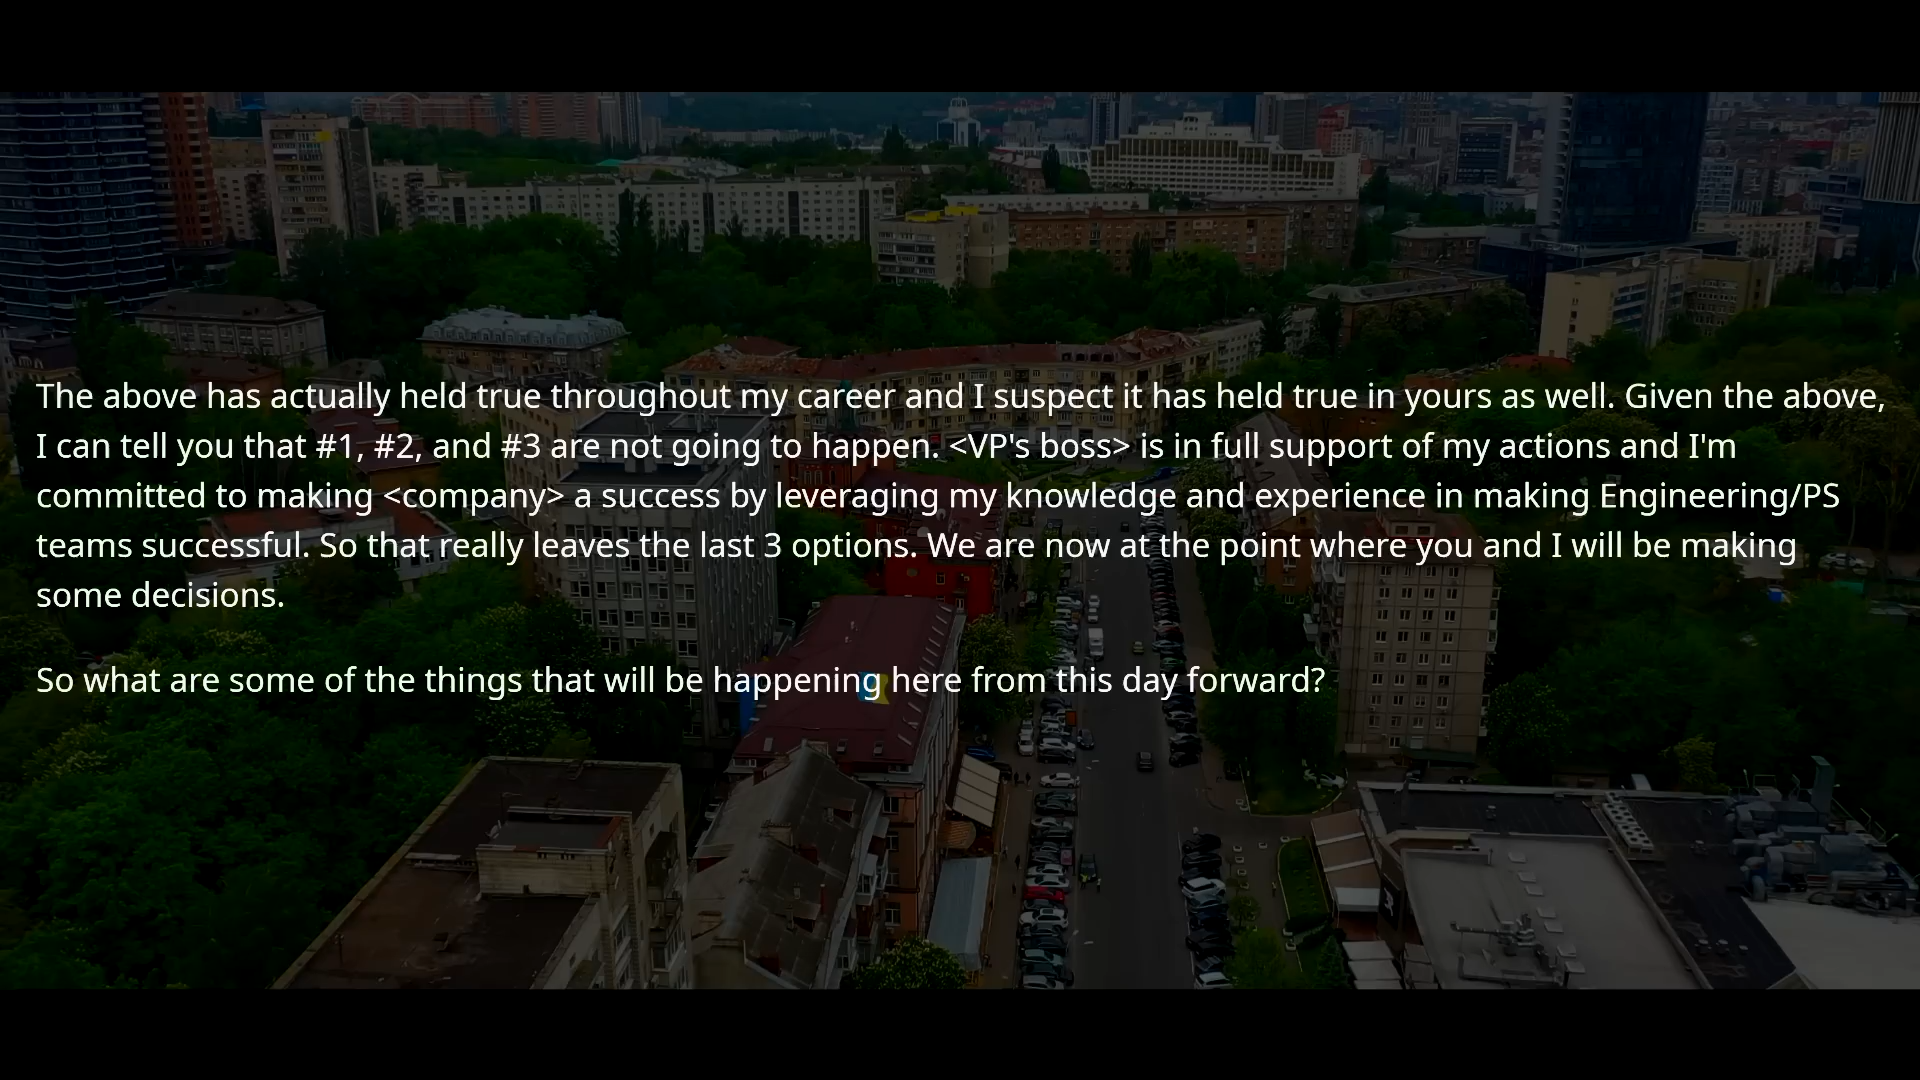 The above has actually held true throughout my career and I suspect it has held true in yours as well. Given the above,
I can tell you that #1, #2, and #3 are not going to happen. <VP's boss> is in full support of my actions and I'm
committed to making <company> a success by leveraging my knowledge and experience in making Engineering/PS
teams successful. So that really leaves the last 3 options. We are now at the point where you and I will be making
some decisions.
So what are some of the things that will be happening here from this day forward?